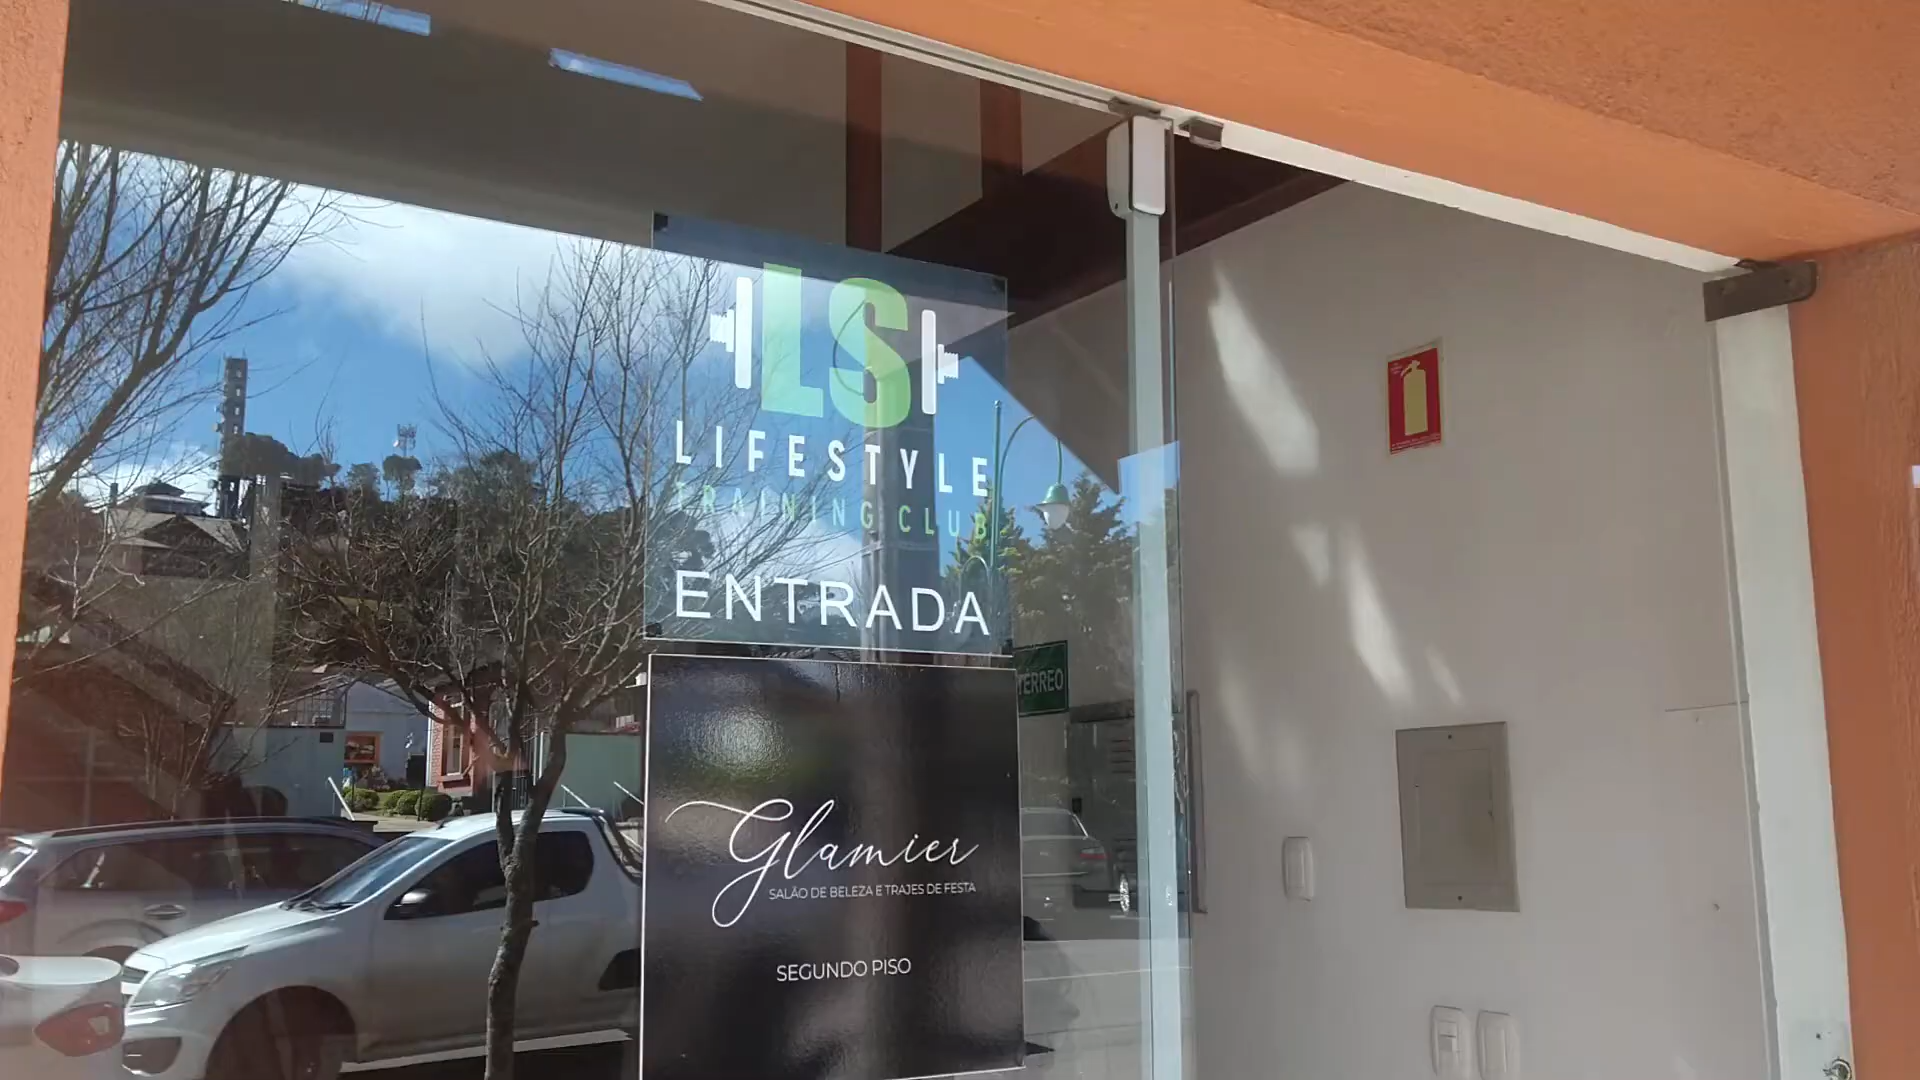 LS
LIFESTYLE
TRAINING CLUB
ENTRADA
TÉRREO
Glamier
SALÃO DE BELEZA E TRAJES DE FESTA
SEGUNDO PISO